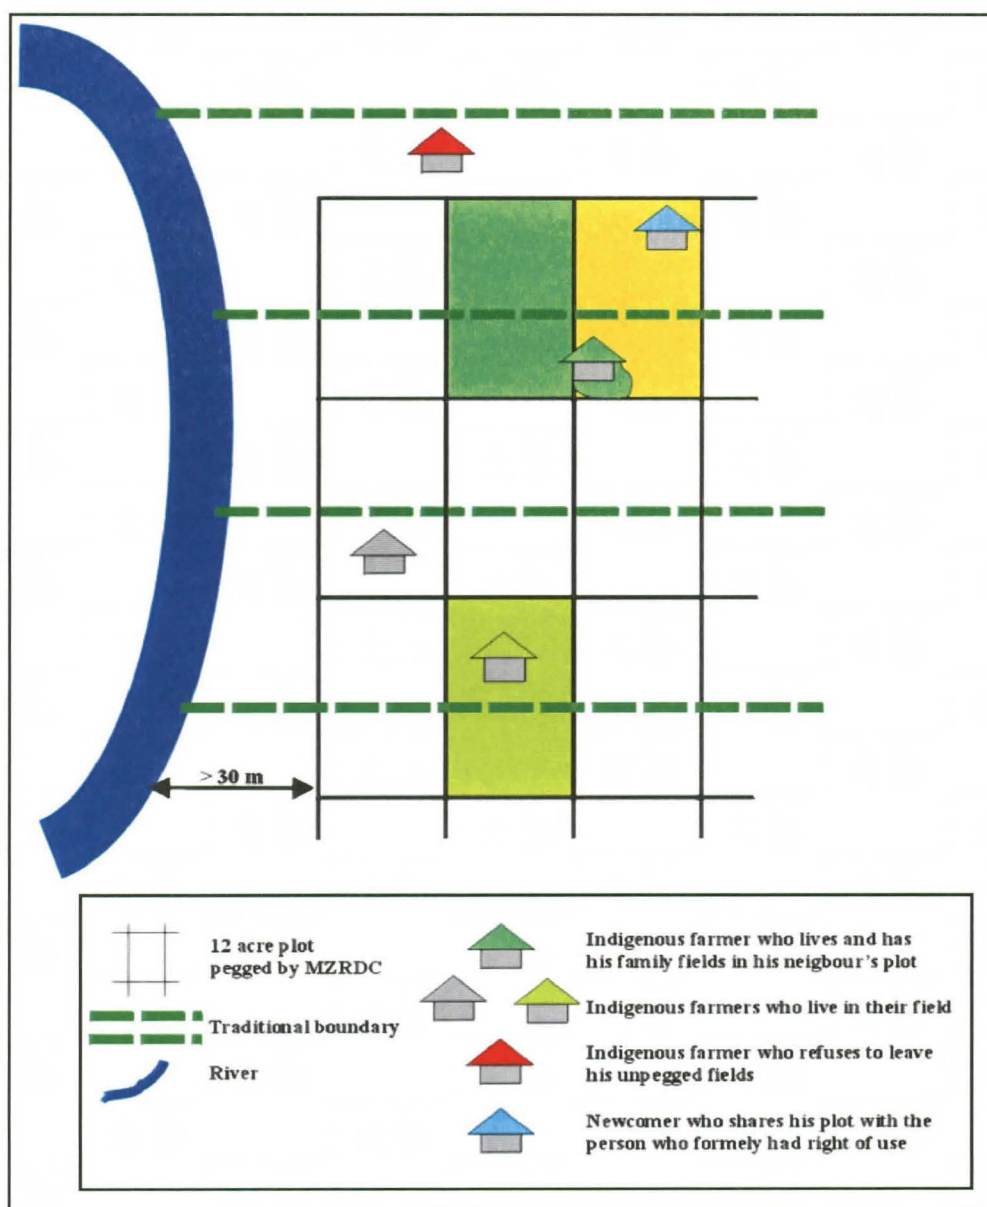 > 30 m
12 acre plot
pegged by MZRDC
Traditional boundary
River
Indigenous farmer who lives and has
his family fields in his neigbour's plot
Indigenous farmers who live in their field
Indigenous farmer who refuses to leave
his unpegged fields
Newcomer who shares his plot with the
person who formely had right of use